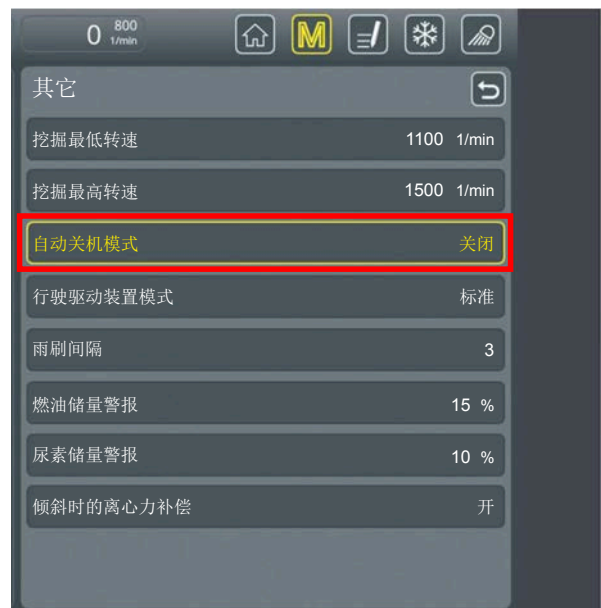 0 800 1/min M
其它
挖掘最低转速 1100 1/min
挖掘最高转速 1500 1/min
自动关机模式 关闭
行驶驱动装置模式 标准
雨刷间隔 3
燃油储量警报 15 %
尿素储量警报 10 %
倾斜时的离心力补偿 开